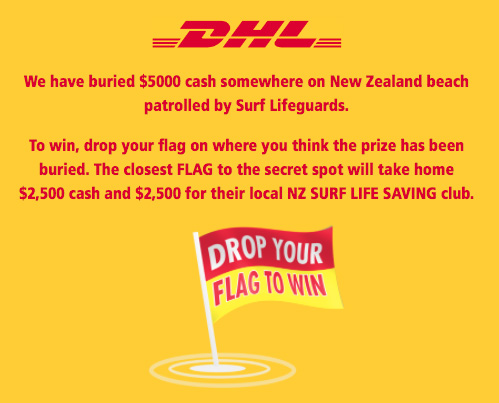 DHL
We have buried $5000 cash somewhere on New Zealand beach
patrolled by Surf Lifeguards.
To win, drop your flag on where you think the prize has been
buried. The closest FLAG to the secret spot will take home
$2,500 cash and $2,500 for their local NZ SURF LIFE SAVING club.
DROP YOUR
FLAG TO WIN